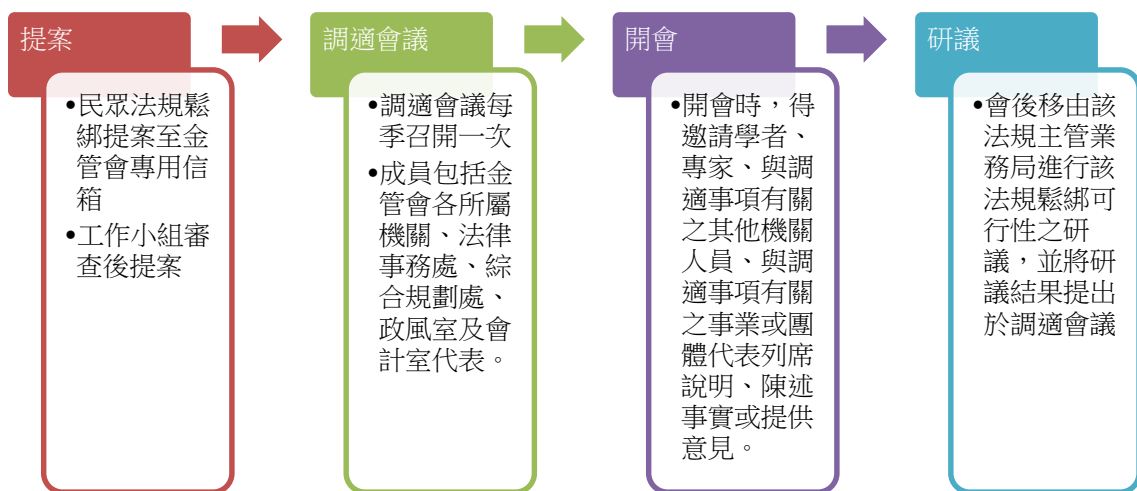 提案
•民眾法規鬆
綁提案至金
管會專用信
箱
•工作小組審
查後提案
調適會議
•調適會議每
季召開一次
•成員包括金
管會各所屬
機關、法律
事務處、綜
合規劃處、
政風室及會
計室代表。
開會
•開會時，得
邀請學者、
專家、與調
適事項有關
之其他機關
人員、與調
適事項有關
之事業或團
體代表列席
說明、陳述
事實或提供
意見。
研議
•會後移由該
法規主管業
務局進行該
法規鬆綁可
行性之研
議，並將研
議結果提出
於調適會議